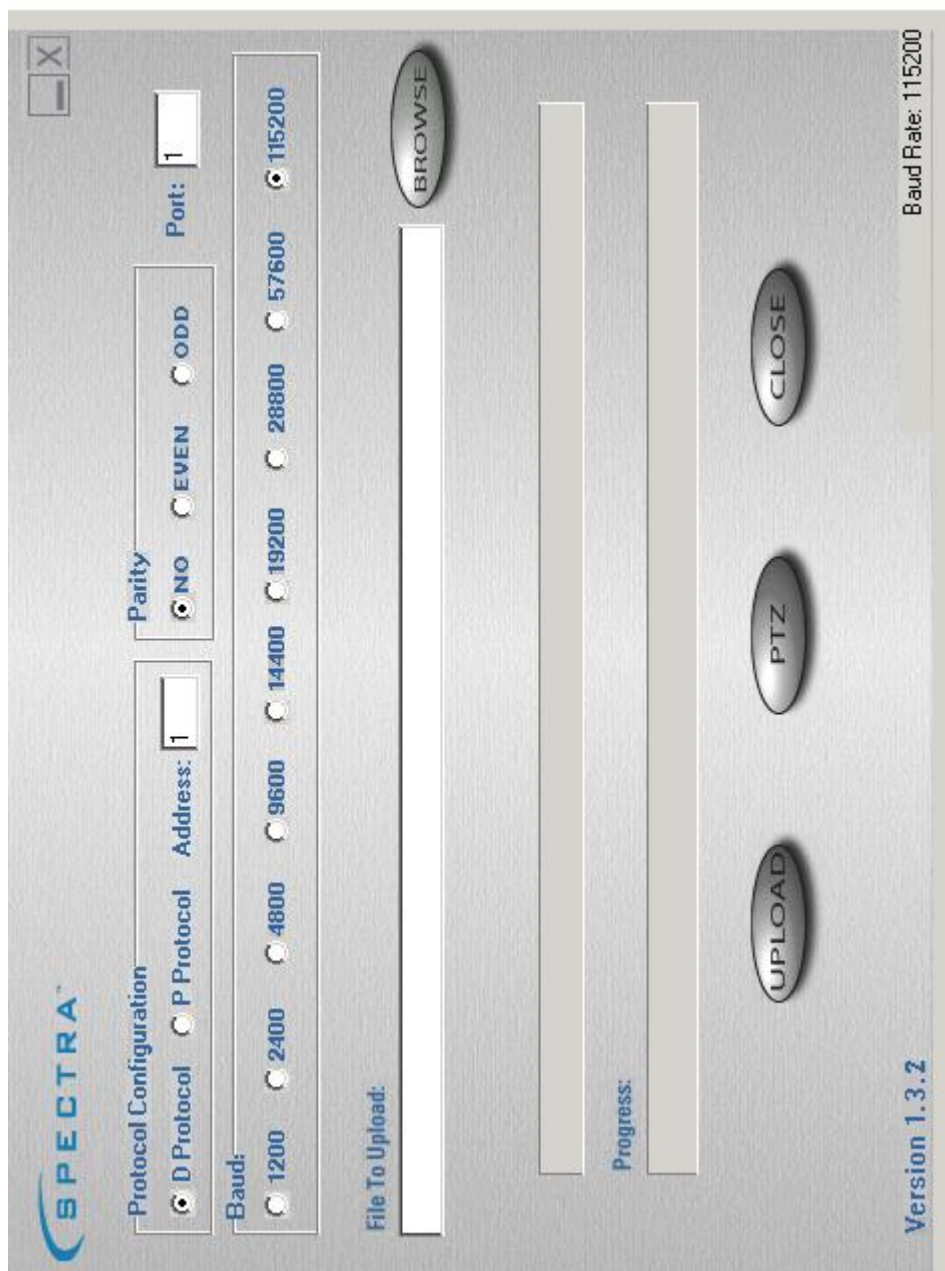 SPECTRA™
Protocol Configuration
D Protocol P Protocol Address: 1
Parity
NO EVEN ODD
Port: 1
Baud:
1200 2400 4800 9600 14400 19200 28800 57600 115200
File To Upload:
BROWSE
Progress:
UPLOAD PTZ CLOSE
Version 1.3.2
Baud Rate: 115200